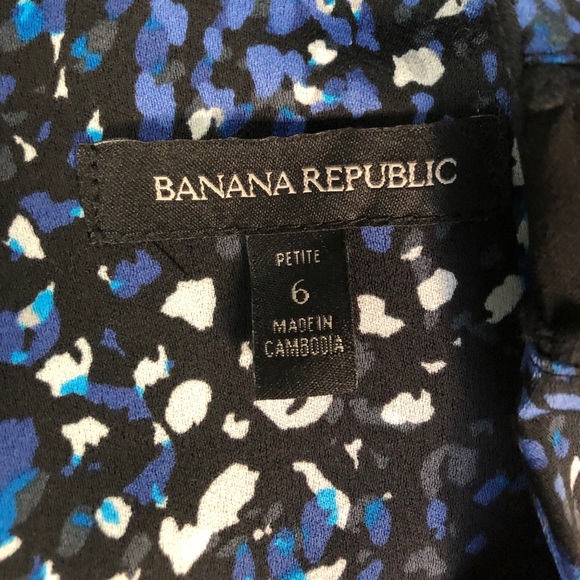 BANANA REPUBLIC
PETITE
6
MADE IN
CAMBODIA